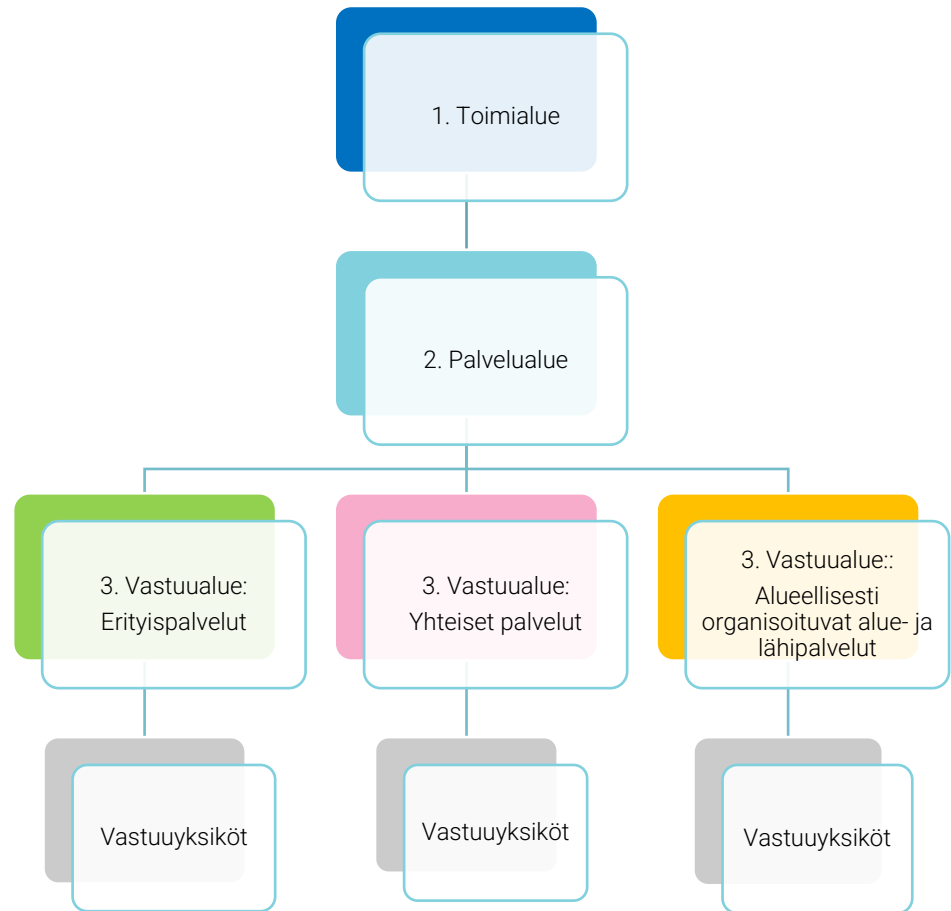 1. Toimialue
2. Palvelualue
3. Vastuualue:
Erityispalvelut
3. Vastuualue:
Yhteiset palvelut
3. Vastuualue::
Alueellisesti
organisoituvat alue- ja
lähipalvelut
Vastuuyksiköt
Vastuuyksiköt
Vastuuyksiköt